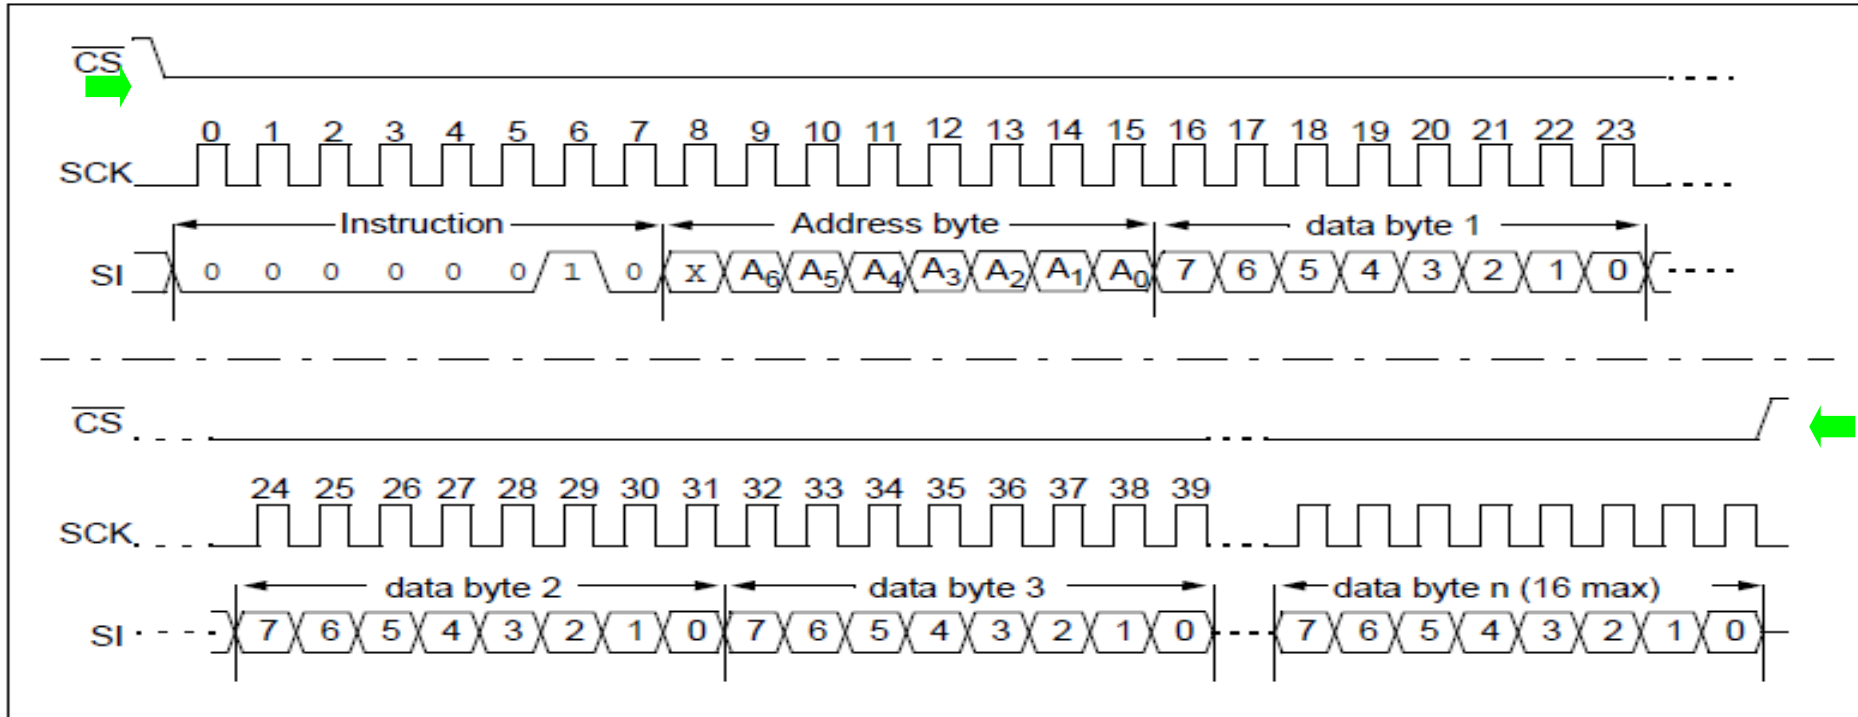 CS
0 1 2 3 4 5 6 7 8 9 10 11 12 13 14 15 16 17 18 19 20 21 22 23
SCK
Instruction Address byte data byte 1
SI 0 0 0 0 0 0 1 0 X A6 A5 A4 A3 A2 A1 A0 7 6 5 4 3 2 1 0
CS
24 25 26 27 28 29 30 31 32 33 34 35 36 37 38 39
SCK
data byte 2 data byte 3 data byte n (16 max)
SI 7 6 5 4 3 2 1 0 7 6 5 4 3 2 1 0 7 6 5 4 3 2 1 0